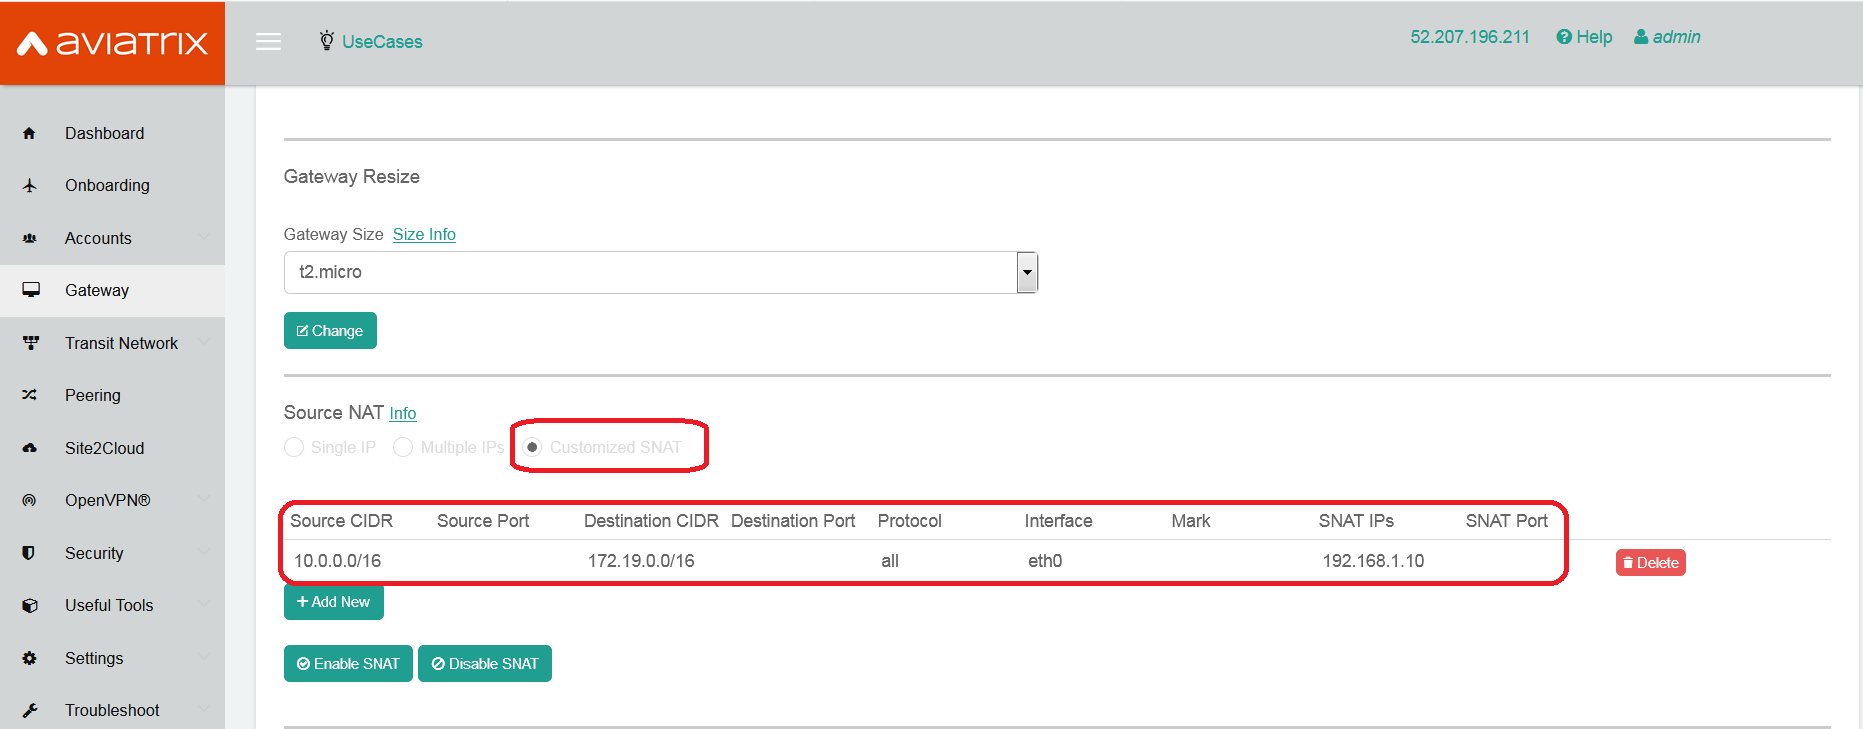 aviatrix
UseCases
52.207.196.211 Help admin
Dashboard
Onboarding
Accounts
Gateway
Transit Network
Peering
Site2Cloud
OpenVPN®
Security
Useful Tools
Settings
Troubleshoot
Gateway Resize
Gateway Size Size Info
t2.micro
Change
Source NAT Info
Single IP Multiple IPs Customized SNAT
Source CIDR Source Port Destination CIDR Destination Port Protocol Interface Mark SNAT IPs SNAT Port
10.0.0.0/16 172.19.0.0/16 all eth0 192.168.1.10 Delete
+ Add New
Enable SNAT Disable SNAT